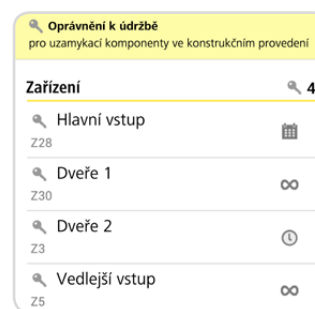 Oprávnění k údržbě
pro uzamykací komponenty ve konstrukčním provedení
Zařízení 4
Hlavní vstup
Z28
Dveře 1
Z30
Dveře 2
Z3
Vedlejší vstup
Z5